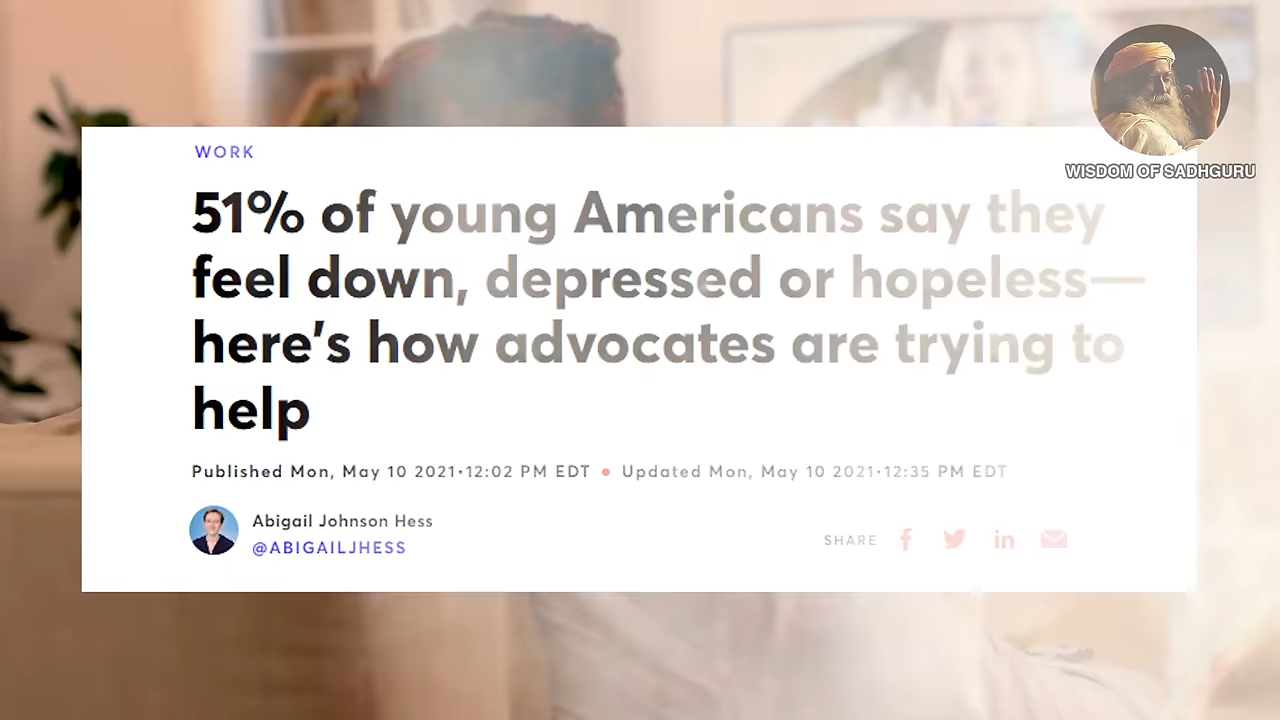 WISDOM OF SADHGURU
WORK
51% of young Americans say they
feel down, depressed or hopeless—
here's how advocates are trying to
help
Published Mon, May 10 2021•12:02 PM EDT • Updated Mon, May 10 2021•12:35 PM EDT
Abigail Johnson Hess
@ABIGAILJHESS
SHARE